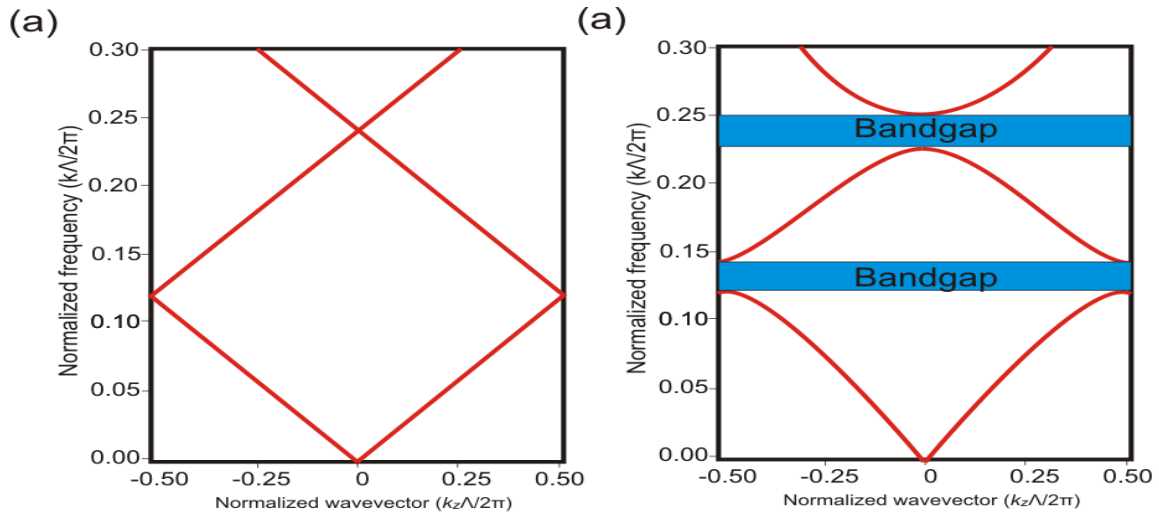 (a)
0.30
0.25
0.20
0.15
0.10
0.05
0.00
-0.50 -0.25 0 0.25 0.50
Normalized frequency (kΛ/2π)
Normalized wavevector (kzΛ/2π)
(a)
0.30
0.25
0.20
0.15
0.10
0.05
0.00
-0.50 -0.25 0 0.25 0.50
Normalized frequency (kΛ/2π)
Normalized wavevector (kzΛ/2π)
Bandgap
Bandgap